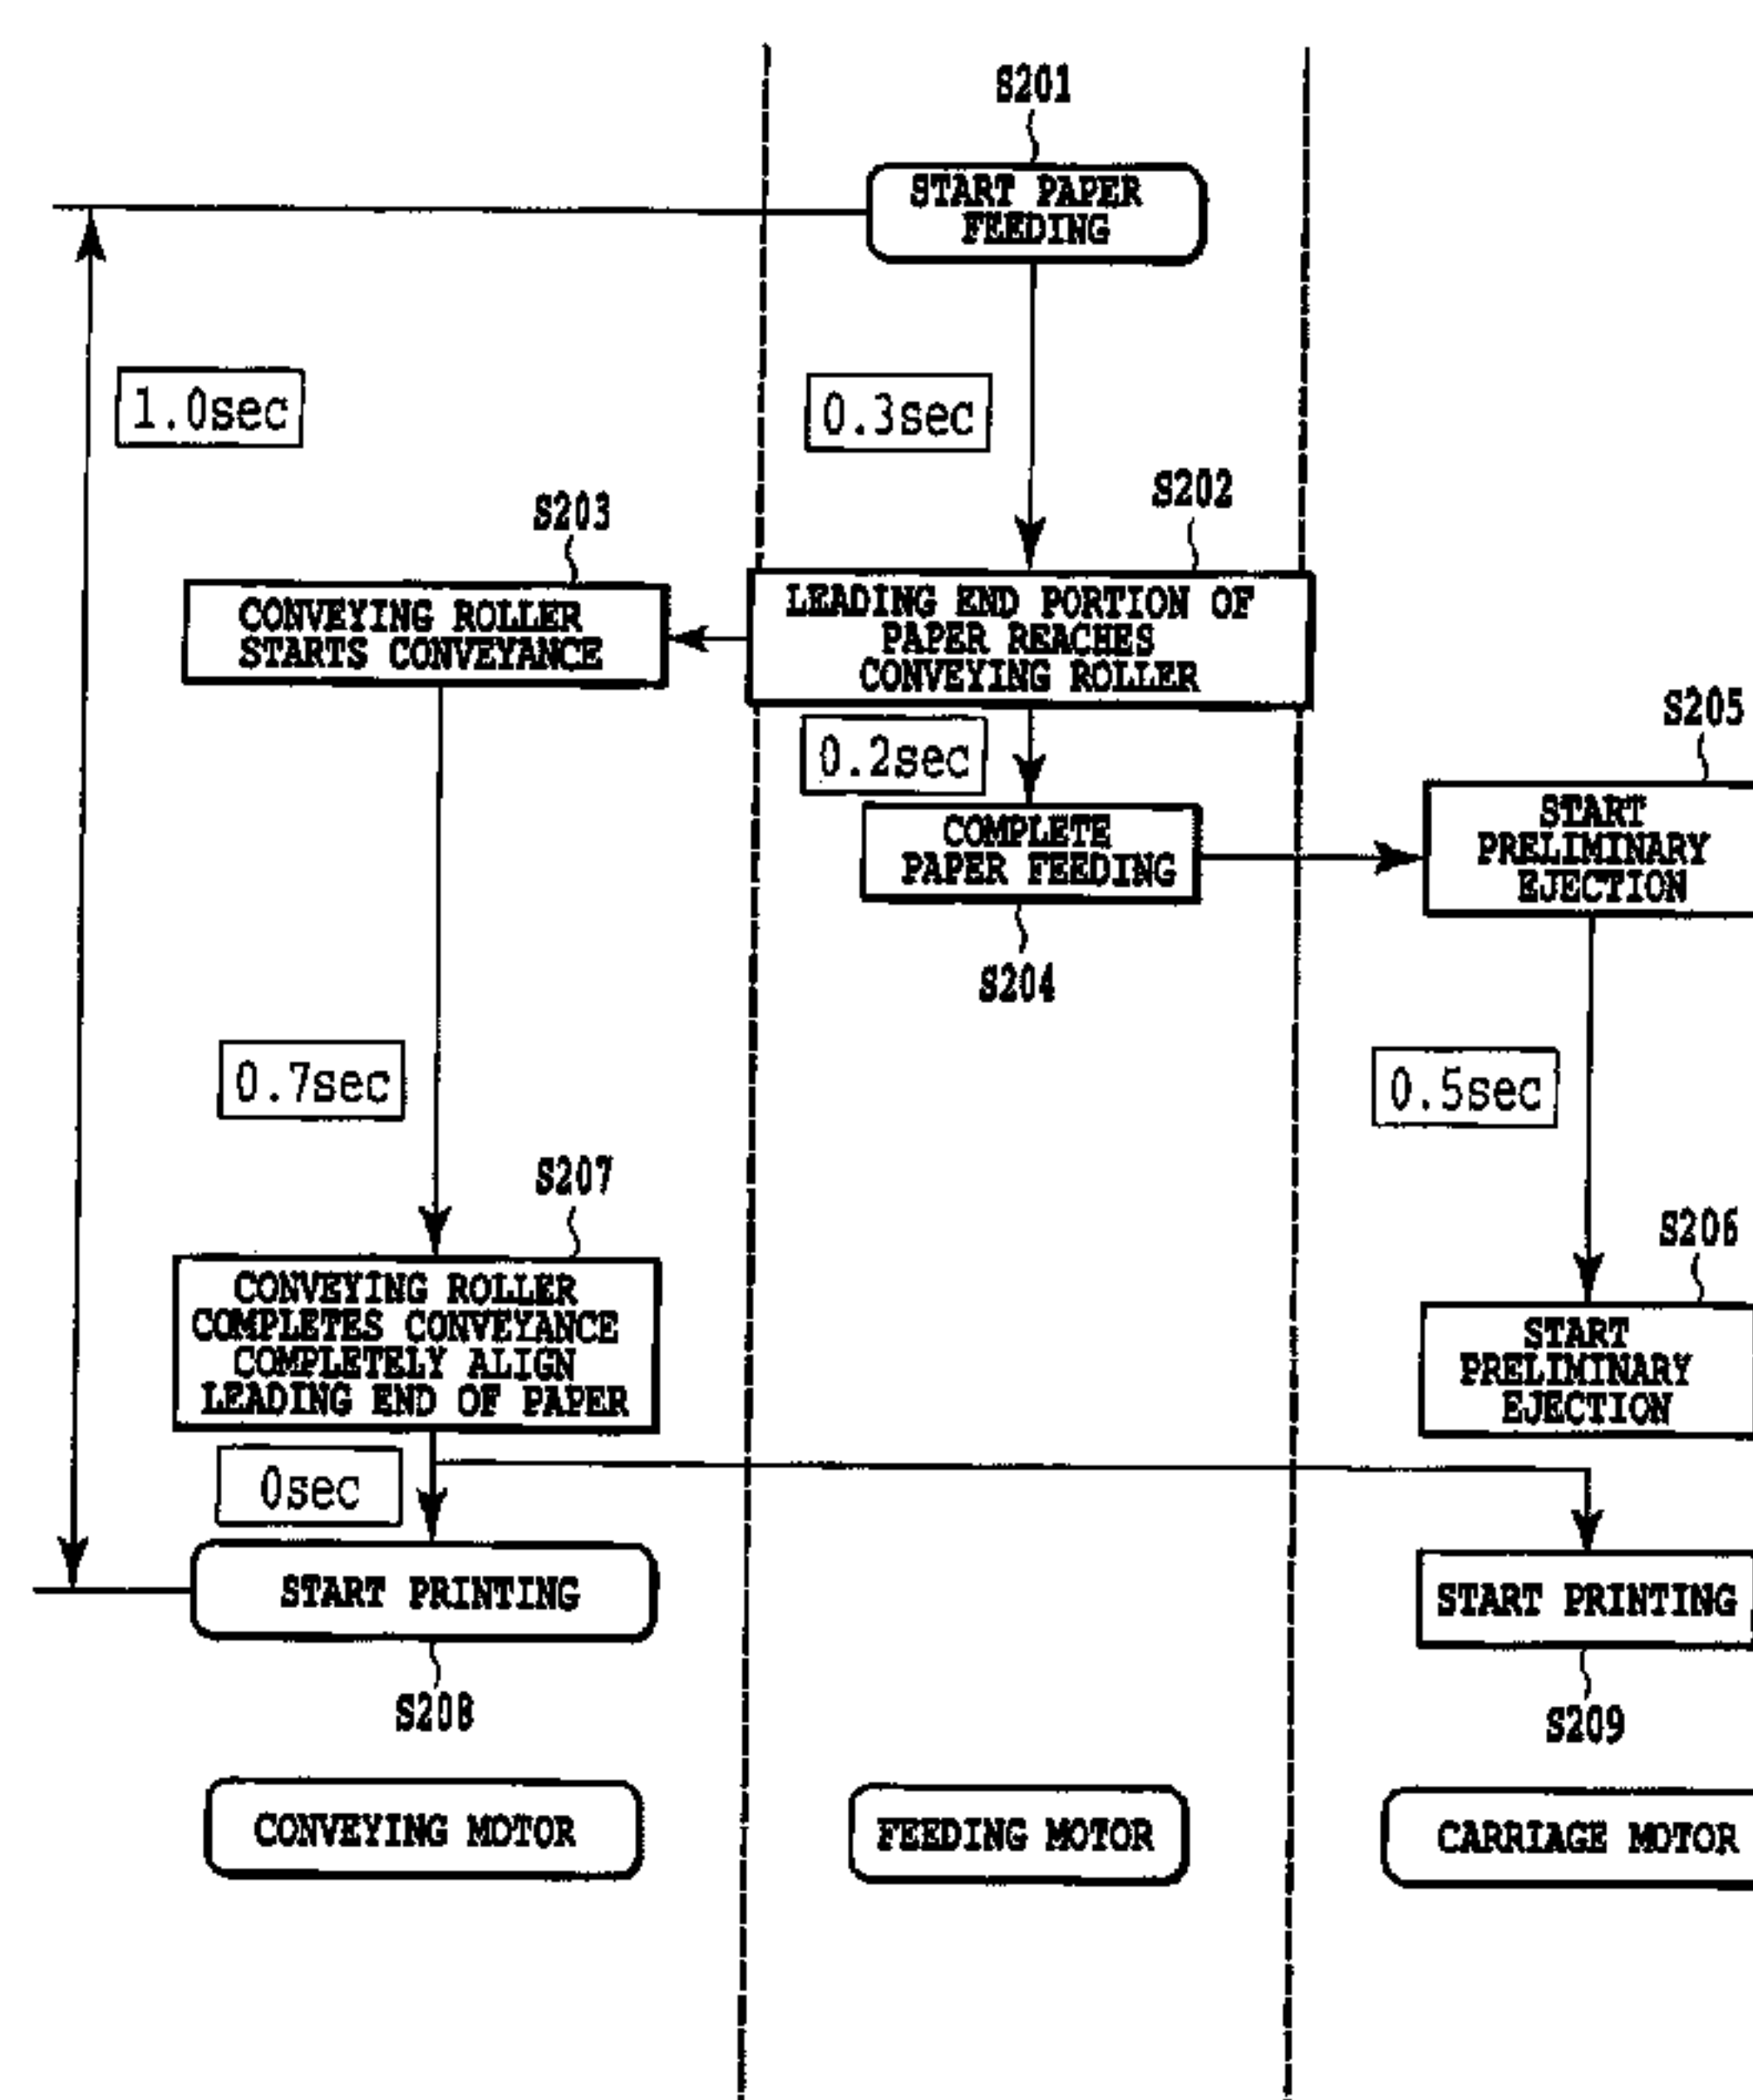 S201
START PAPER
FEEDING
1.0sec
0.3sec
S202
S203
LEADING END PORTION OF
PAPER REACHES
CONVEYING ROLLER
CONVEYING ROLLER
STARTS CONVEYANCE
0.2sec
S205
COMPLETE
PAPER FEEDING
START
PRELIMINARY
EJECTION
S204
0.7sec
0.5sec
S207
S206
CONVEYING ROLLER
COMPLETES CONVEYANCE
COMPLETELY ALIGN
LEADING END OF PAPER
START
PRELIMINARY
EJECTION
0sec
START PRINTING
START PRINTING
S208
S209
CONVEYING MOTOR
FEEDING MOTOR
CARRIAGE MOTOR